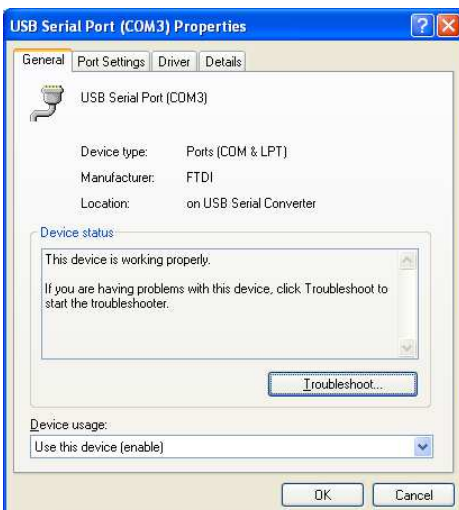 USB Serial Port (COM3) Properties
General Port Settings Driver Details
USB Serial Port (COM3)
Device type: Ports (COM & LPT)
Manufacturer: FTDI
Location: on USB Serial Converter
Device status
This device is working properly.
If you are having problems with this device, click Troubleshoot to
start the troubleshooter.
Troubleshoot...
Device usage:
Use this device (enable)
OK Cancel